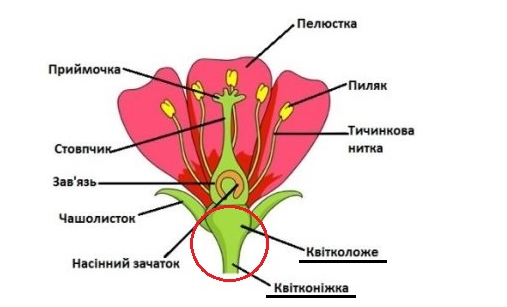 Пелюстка
Приймочка
Пиляк
Тичинкова
нитка
Стовпчик
Зав'язь
Чашолисток
Насінний зачаток
Квітколоже
Квітконіжка